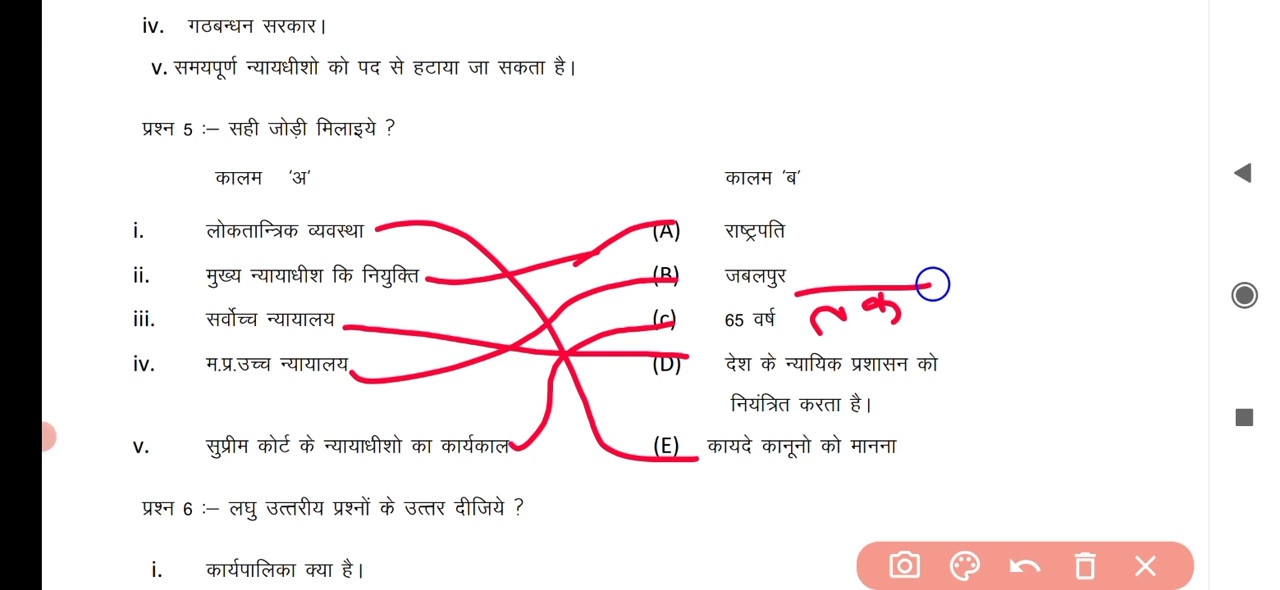 iv. गठबन्धन सरकार।
v. समयपूर्ण न्यायधीशो को पद से हटाया जा सकता है।
प्रश्न 5 :– सही जोड़ी मिलाइये ?
कालम ‘अ’ कालम ‘ब’
i. लोकतान्त्रिक व्यवस्था (A) राष्ट्रपति
ii. मुख्य न्यायाधीश कि नियुक्ति (B) जबलपुर
iii. सर्वोच्च न्यायालय (c) 65 वर्ष तक
iv. म.प्र.उच्च न्यायालय (D) देश के न्यायिक प्रशासन को
नियंत्रित करता है।
v. सुप्रीम कोर्ट के न्यायाधीशो का कार्यकाल (E) कायदे कानूनो को मानना
प्रश्न 6 :– लघु उत्तरीय प्रश्नों के उत्तर दीजिये ?
i. कार्यपालिका क्या है।